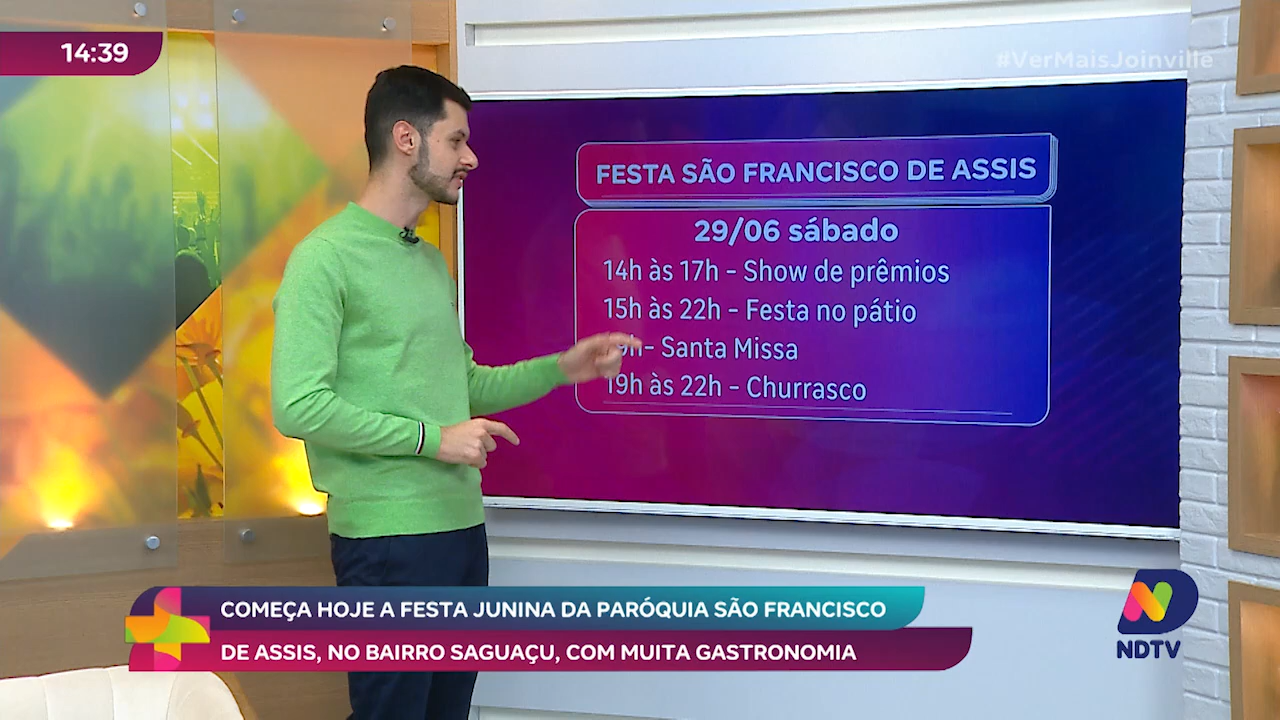 14:39
#VerMaisJoinville
FESTA SÃO FRANCISCO DE ASSIS
29/06 sábado
14h às 17h - Show de prêmios
15h às 22h - Festa no pátio
- Santa Missa
19h às 22h - Churrasco
COMEÇA HOJE A FESTA JUNINA DA PARÓQUIA SÃO FRANCISCO
DE ASSIS, NO BAIRRO SAGUAÇU, COM MUITA GASTRONOMIA
NDTV